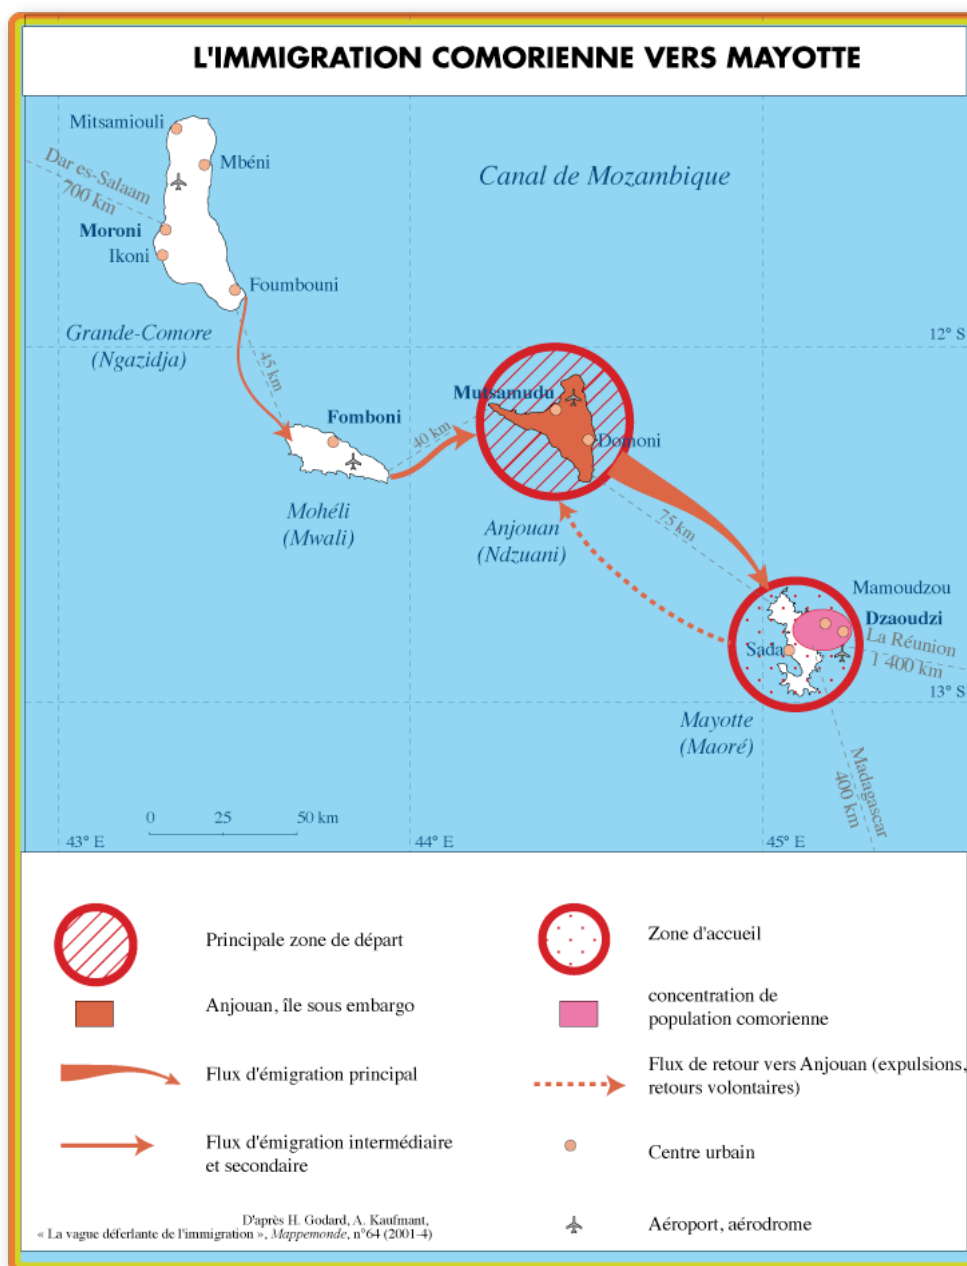 L'IMMIGRATION COMORIENNE VERS MAYOTTE
Mitsamiouli
Mbéni
Canal de Mozambique
Dar es-Salaam
700 km
Moroni
Ikoni
Foumbouni
Grande-Comore
(Ngazidja)
12° S
45 km
Fomboni
Mutsamudu
40 km
Domoni
Mohéli
(Mwali)
Anjouan
(Ndzuani)
75 km
Mamoudzou
Dzaoudzi
La Réunion
1 400 km
Sada
13° S
Mayotte
(Maoré)
Madagascar
400 km
0 25 50 km
43° E
44° E
45° E
Principale zone de départ
Zone d'accueil
Anjouan, île sous embargo
concentration de
population comorienne
Flux d'émigration principal
Flux de retour vers Anjouan (expulsions,
retours volontaires)
Flux d'émigration intermédiaire
et secondaire
Centre urbain
Aéroport, aérodrome
D'après H. Godard, A. Kaufmant,
« La vague déferlante de l'immigration », Mappemonde, n°64 (2001-4)